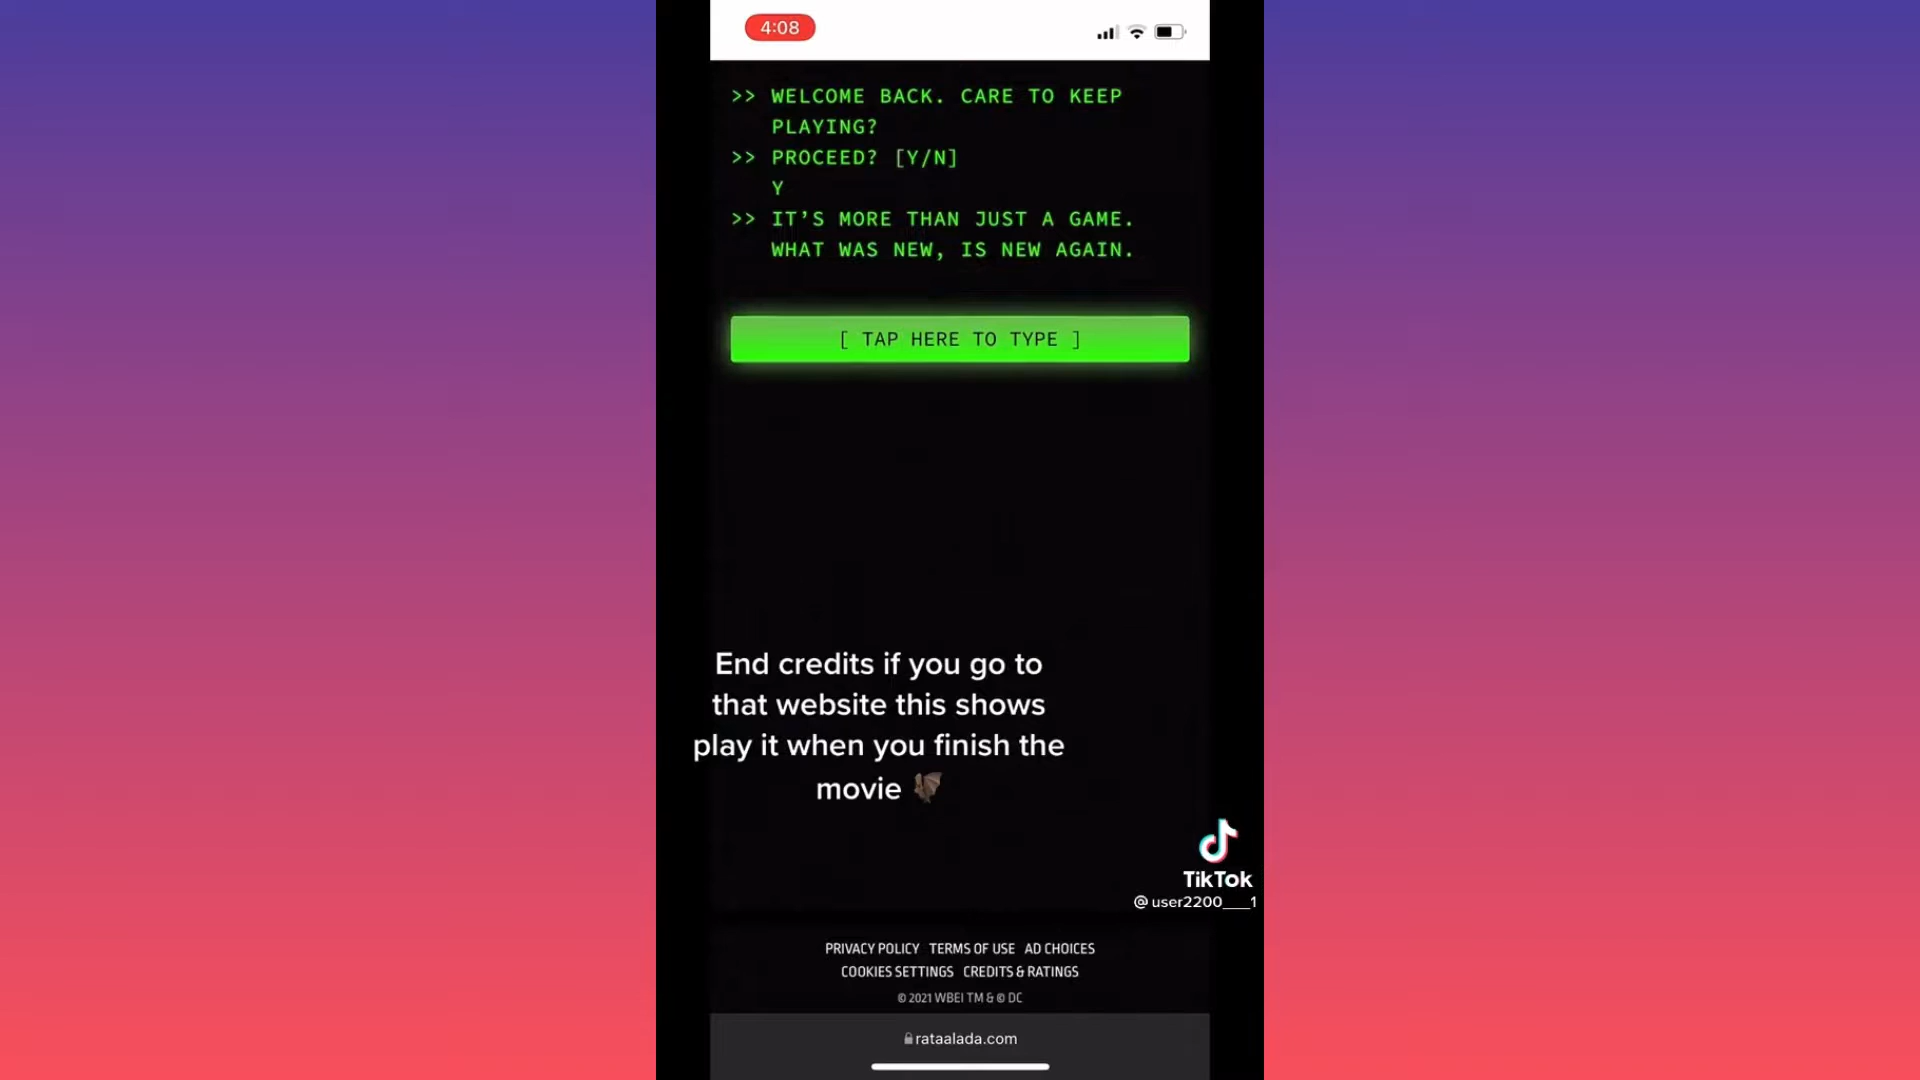 4:08
>> WELCOME BACK. CARE TO KEEP
PLAYING?
>> PROCEED? [Y/N]
Y
>> IT’S MORE THAN JUST A GAME.
WHAT WAS NEW, IS NEW AGAIN.
[ TAP HERE TO TYPE ]
End credits if you go to
that website this shows
play it when you finish the
movie 🦇
TikTok
@user2200___1
PRIVACY POLICY TERMS OF USE AD CHOICES
COOKIES SETTINGS CREDITS & RATINGS
© 2021 WBEI TM & © DC
rataalada.com